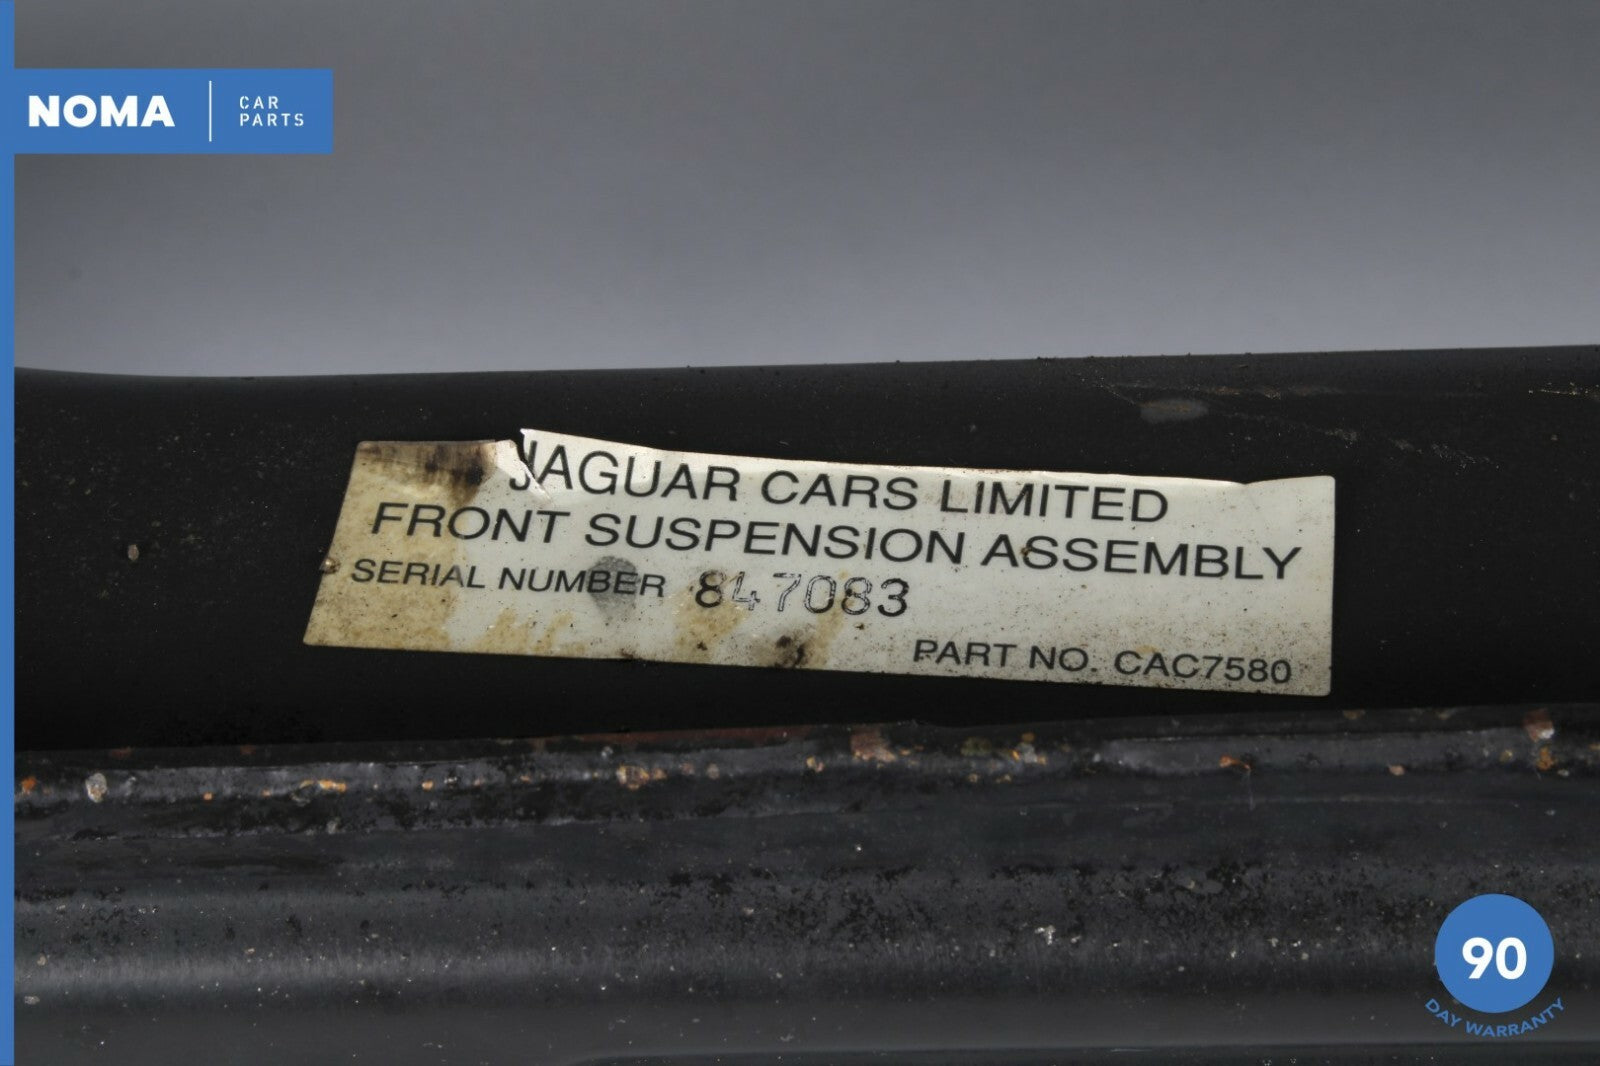 NOMA
CAR
PARTS
JAGUAR CARS LIMITED
FRONT SUSPENSION ASSEMBLY
SERIAL NUMBER 847083
PART NO. CAC7580
90
DAY WARRANTY